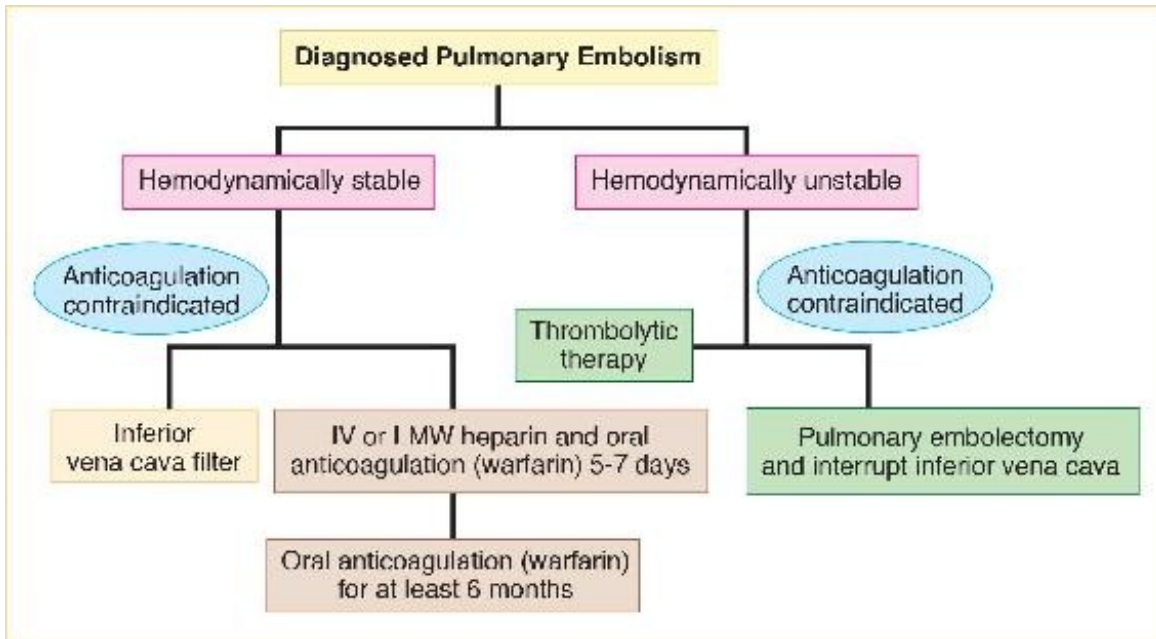 Diagnosed Pulmonary Embolism
Hemodynamically stable
Hemodynamically unstable
Anticoagulation
contraindicated
Anticoagulation
contraindicated
Thrombolytic
therapy
Inferior
vena cava filter
IV or I MW heparin and oral
anticoagulation (warfarin) 5-7 days
Pulmonary embolectomy
and interrupt inferior vena cava
Oral anticoagulation (warfarin)
for at least 6 months